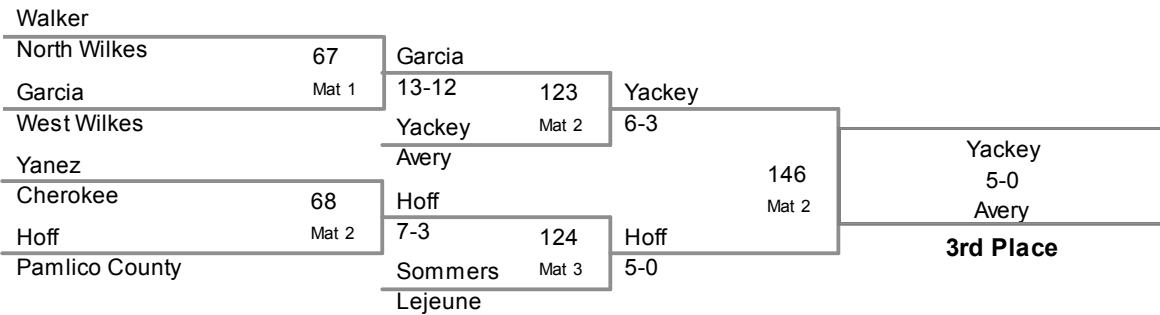 Walker
North Wilkes
67
Mat 1
Garcia
West Wilkes
Garcia
13-12
123
Mat 2
Yackey
Avery
Yackey
6-3
Yanez
Cherokee
68
Mat 2
Hoff
Pamlico County
Hoff
7-3
124
Mat 3
Sommers
Lejeune
Hoff
5-0
146
Mat 2
Yackey
5-0
Avery
3rd Place